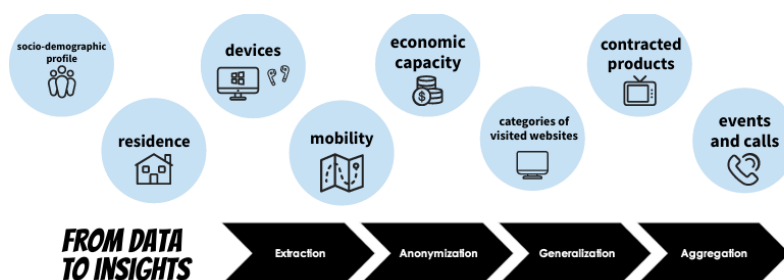 socio-demographic
profile
devices
economic
capacity
contracted
products
residence
mobility
categories of
visited websites
events
and calls
$
FROM DATA
TO INSIGHTS
Extraction
Anonymization
Generalization
Aggregation